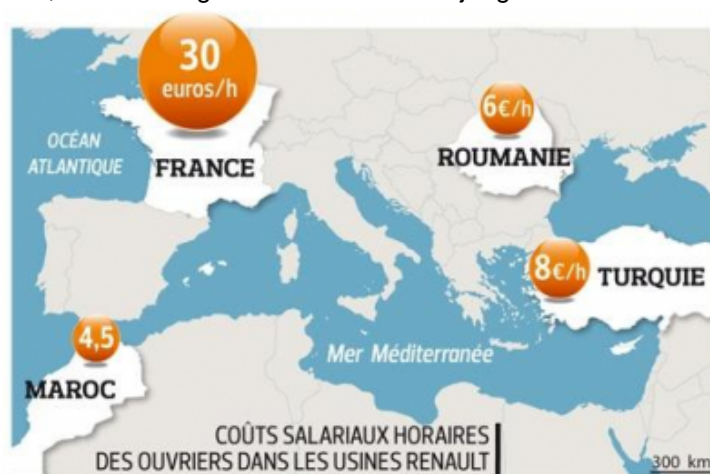 30
euros/h
6€/h
OCÉAN
ATLANTIQUE
FRANCE
ROUMANIE
8€/h
TURQUIE
4,5
Mer Méditerranée
MAROC
COÛTS SALARIAUX HORAIRES
DES OUVRIERS DANS LES USINES RENAULT
300 km